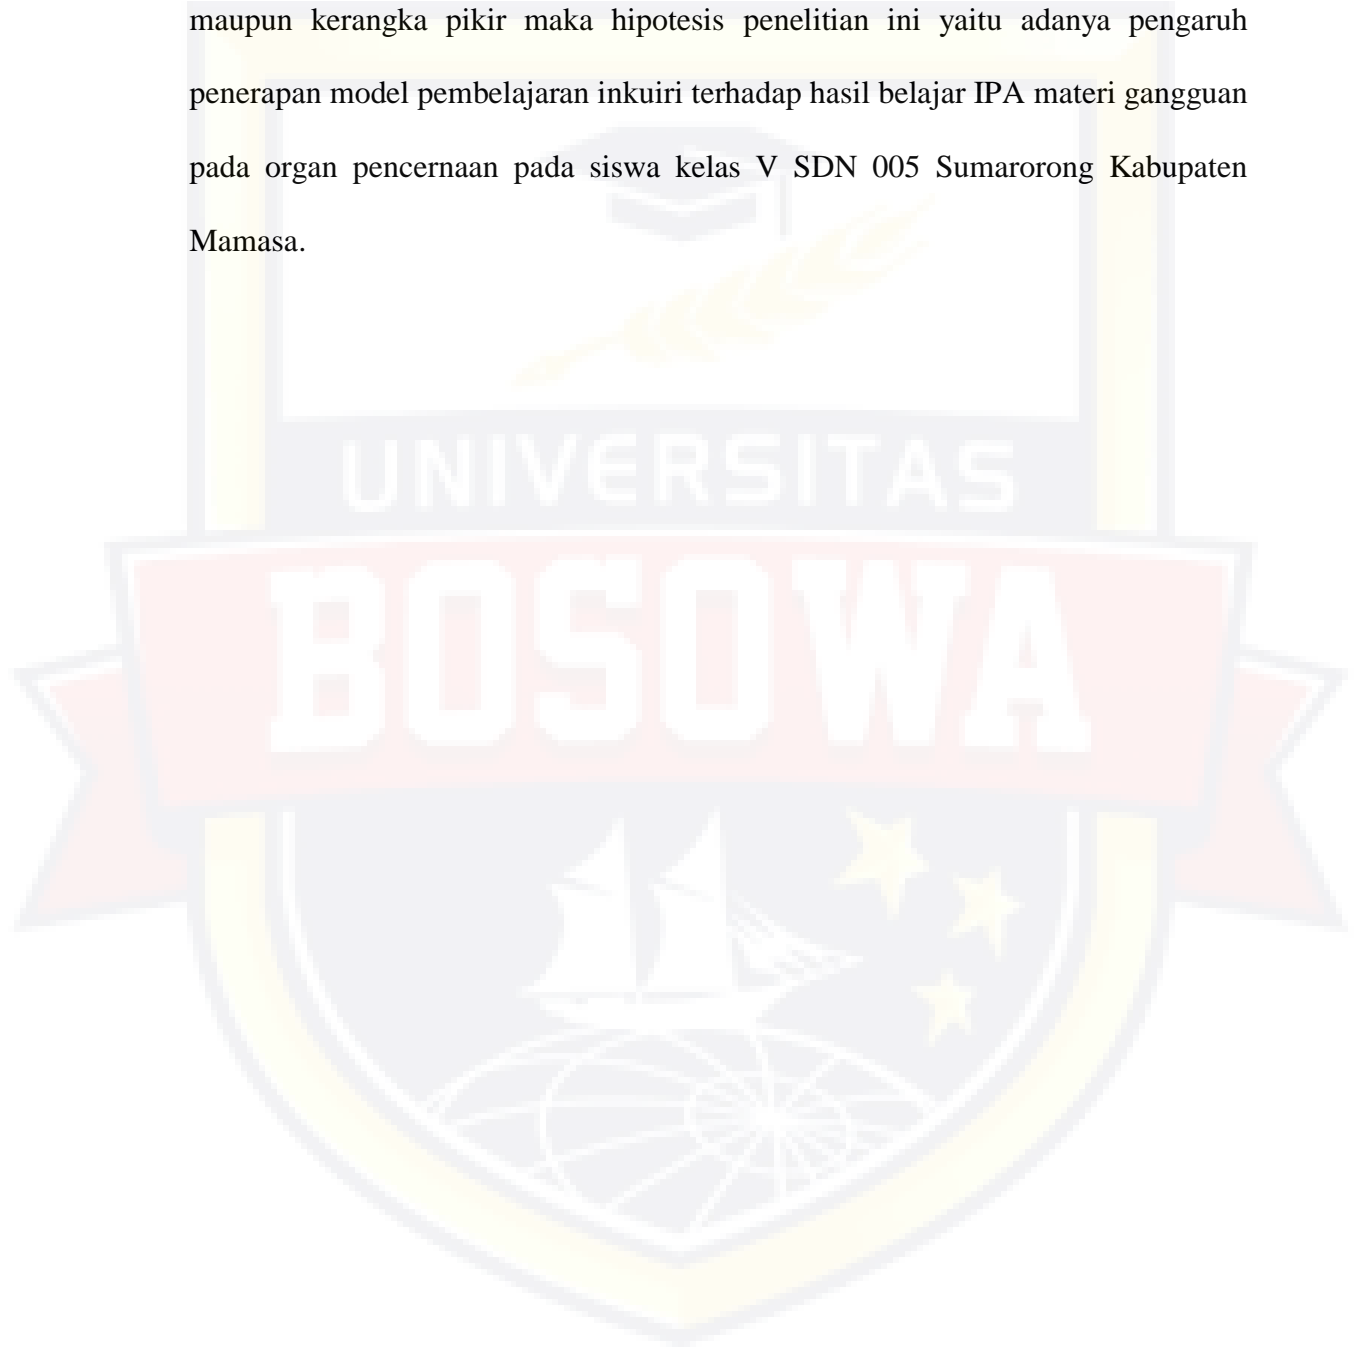 maupun kerangka pikir maka hipotesis penelitian ini yaitu adanya pengaruh
penerapan model pembelajaran inkuiri terhadap hasil belajar IPA materi gangguan
pada organ pencernaan pada siswa kelas V SDN 005 Sumarorong Kabupaten
Mamasa.
UNIVERSITAS
BOSOWA